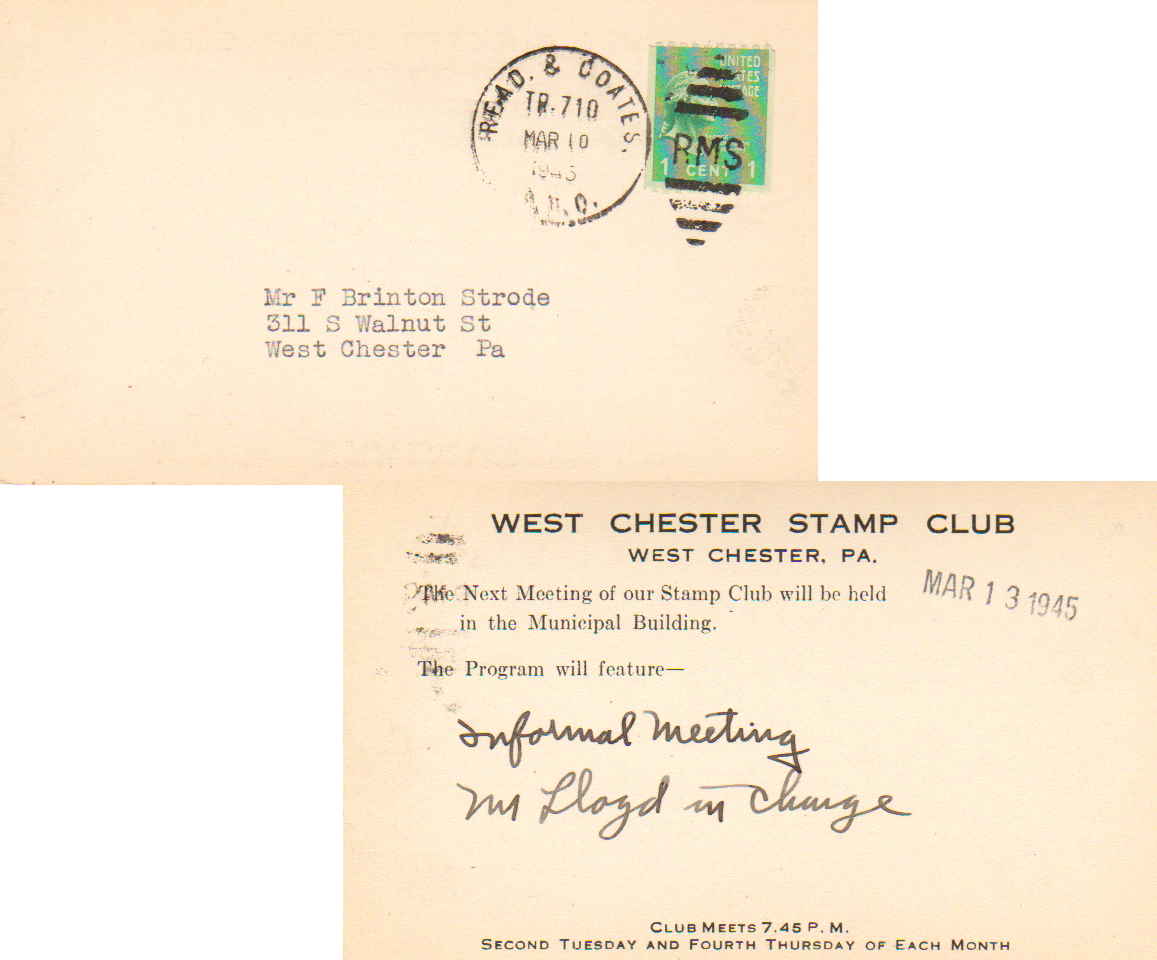 READ. & COATES.
TR.710
MAR 10
1945
R.P.O.
UNITED
STATES
POSTAGE
RMS
1 CENT 1
Mr F Brinton Strode
311 S Walnut St
West Chester Pa
WEST CHESTER STAMP CLUB
WEST CHESTER, PA.
The Next Meeting of our Stamp Club will be held
in the Municipal Building.
MAR 13 1945
The Program will feature—
Informal Meeting
Mr Lloyd in Charge
CLUB MEETS 7.45 P. M.
SECOND TUESDAY AND FOURTH THURSDAY OF EACH MONTH